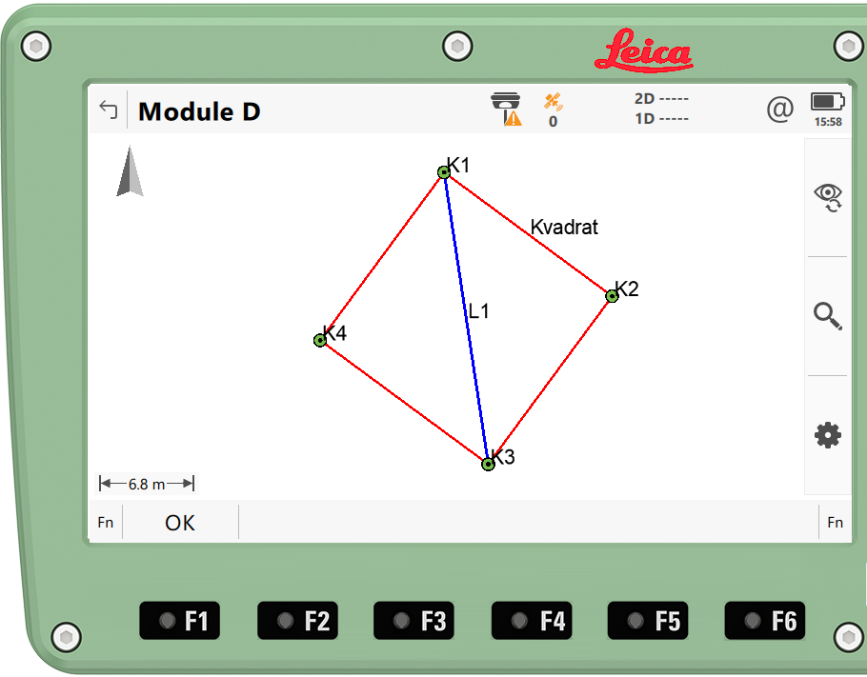 Leica
Module D
0
2D -----
1D -----
@
15:58
K1
Kvadrat
K2
L1
K4
K3
6.8 m
Fn
OK
Fn
F1
F2
F3
F4
F5
F6